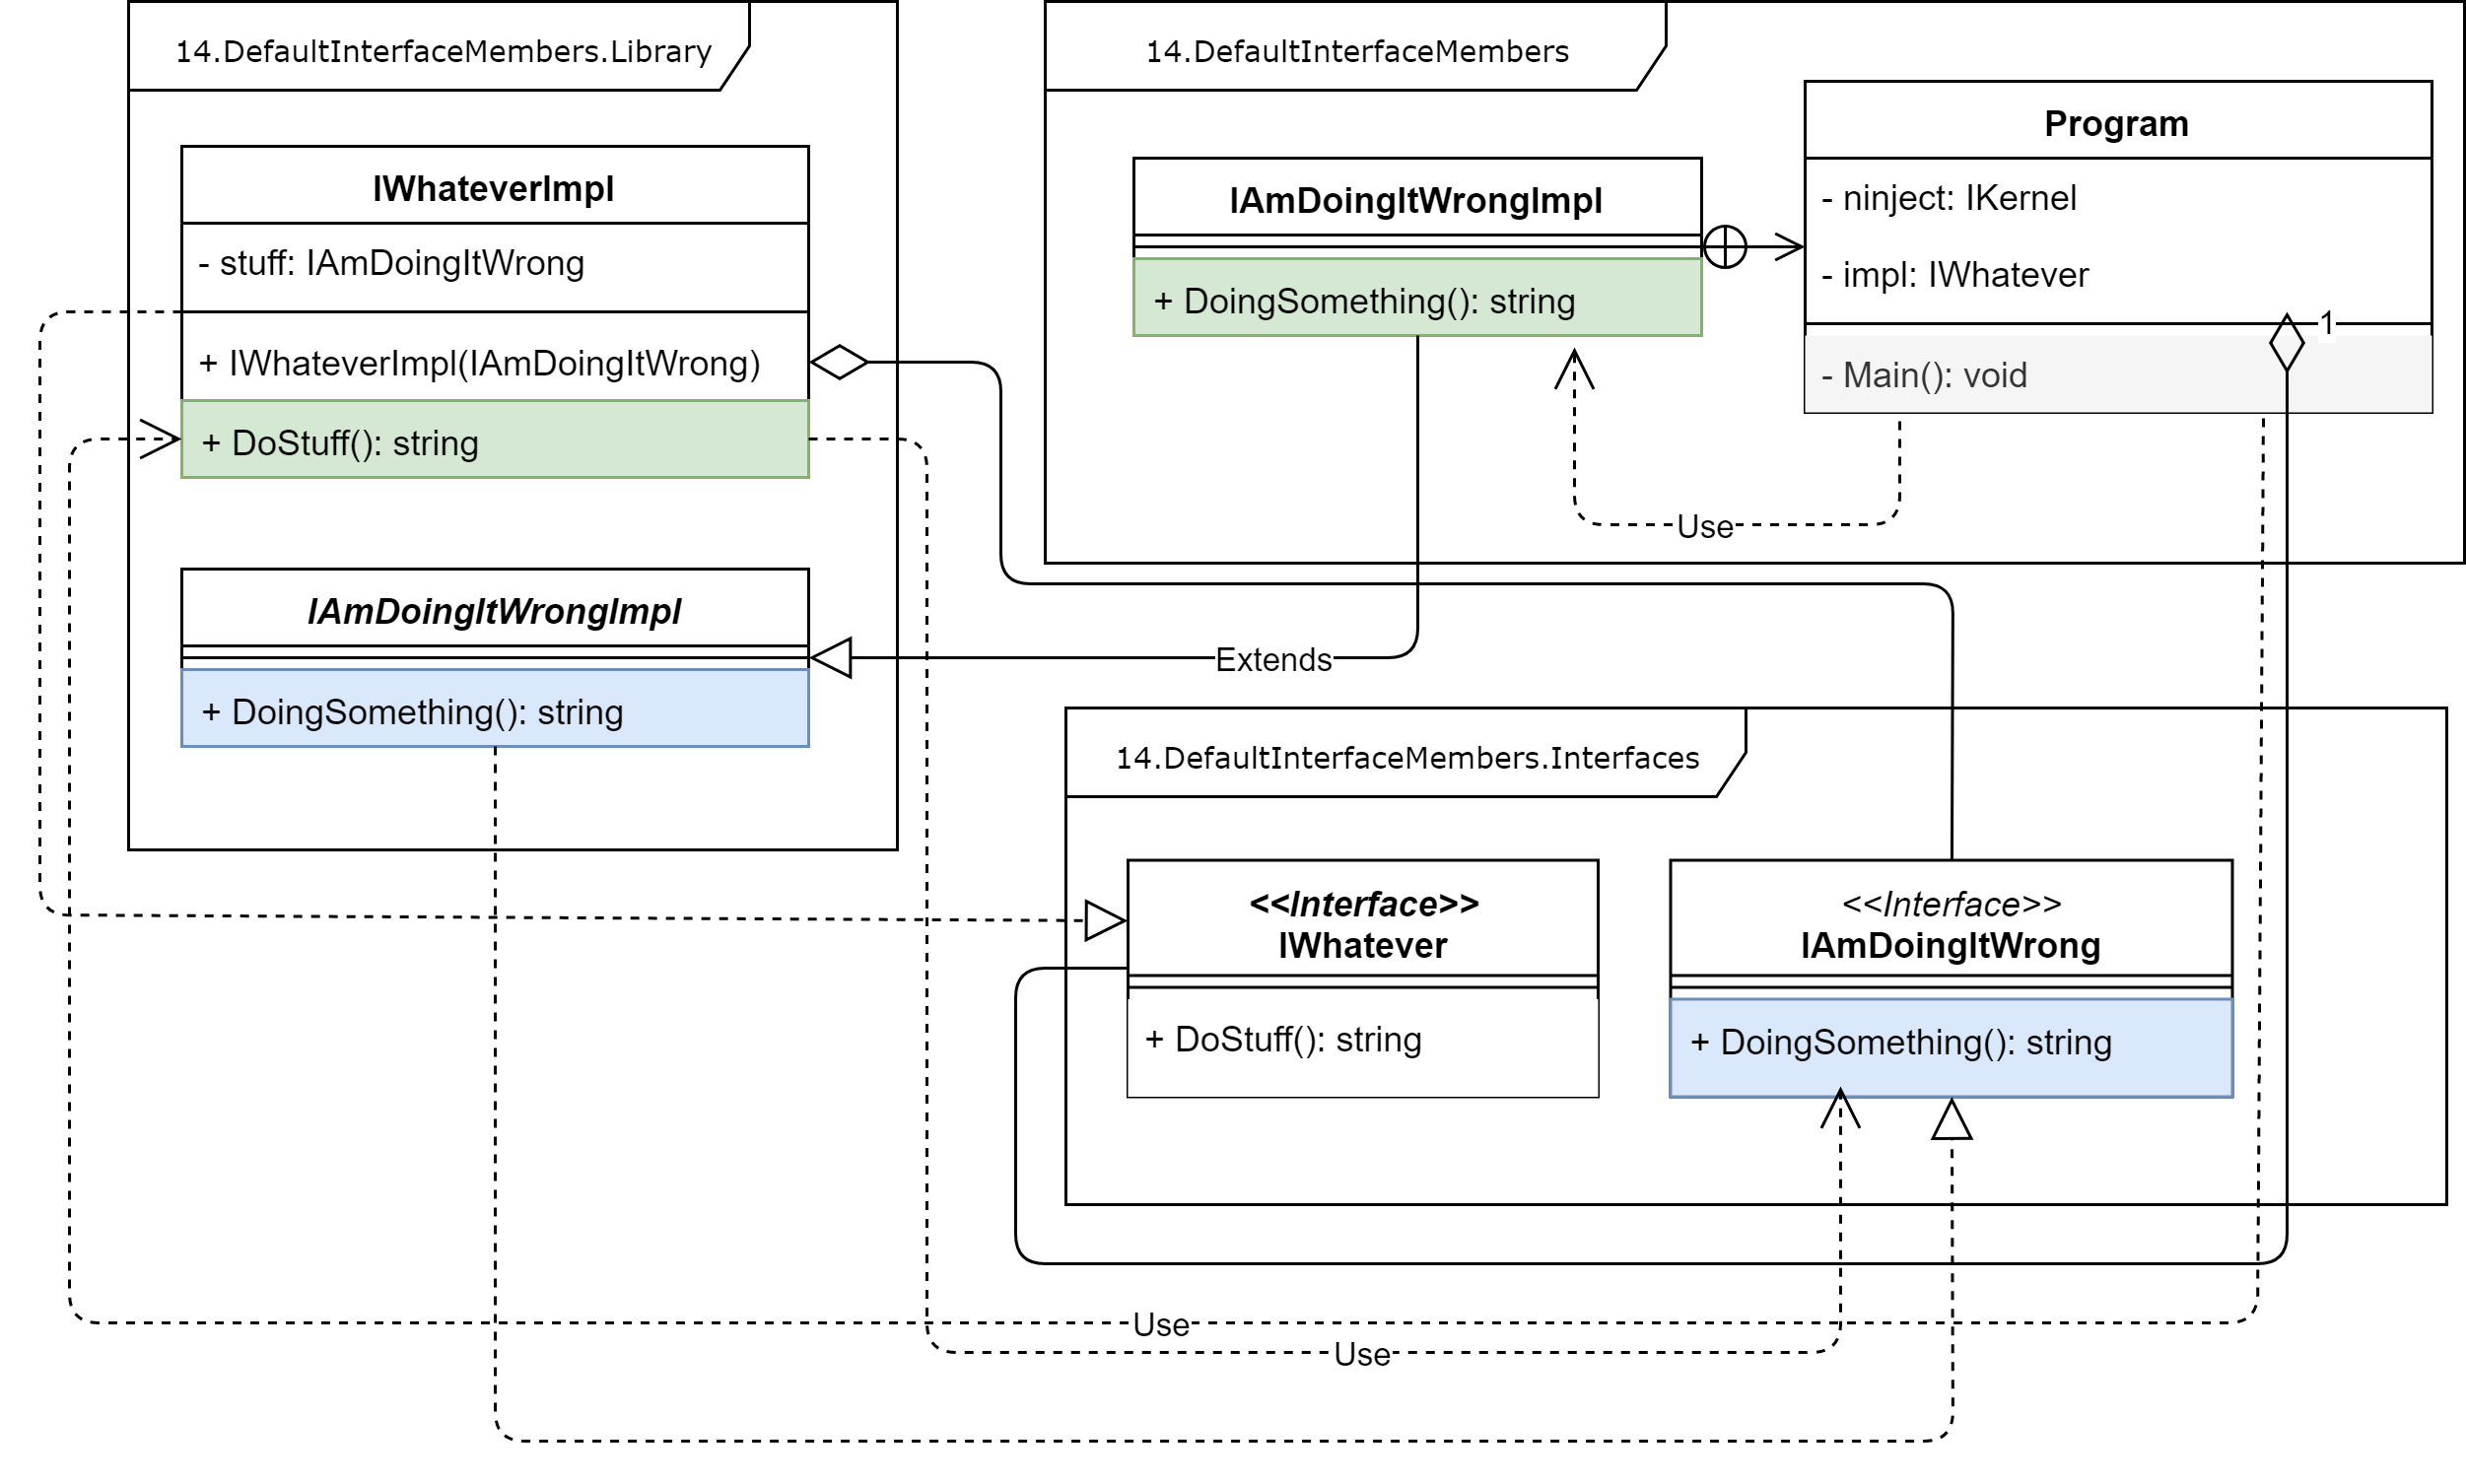 14.DefaultInterfaceMembers.Library
IWhateverImpl
- stuff: IAmDoingItWrong
+ IWhateverImpl(IAmDoingItWrong)
+ DoStuff(): string
IAmDoingItWrongImpl
+ DoingSomething(): string
14.DefaultInterfaceMembers
IAmDoingItWrongImpl
+ DoingSomething(): string
Program
- ninject: IKernel
- impl: IWhatever
1
- Main(): void
Use
Extends
14.DefaultInterfaceMembers.Interfaces
<<Interface>>
IWhatever
+ DoStuff(): string
<<Interface>>
IAmDoingItWrong
+ DoingSomething(): string
Use
Use